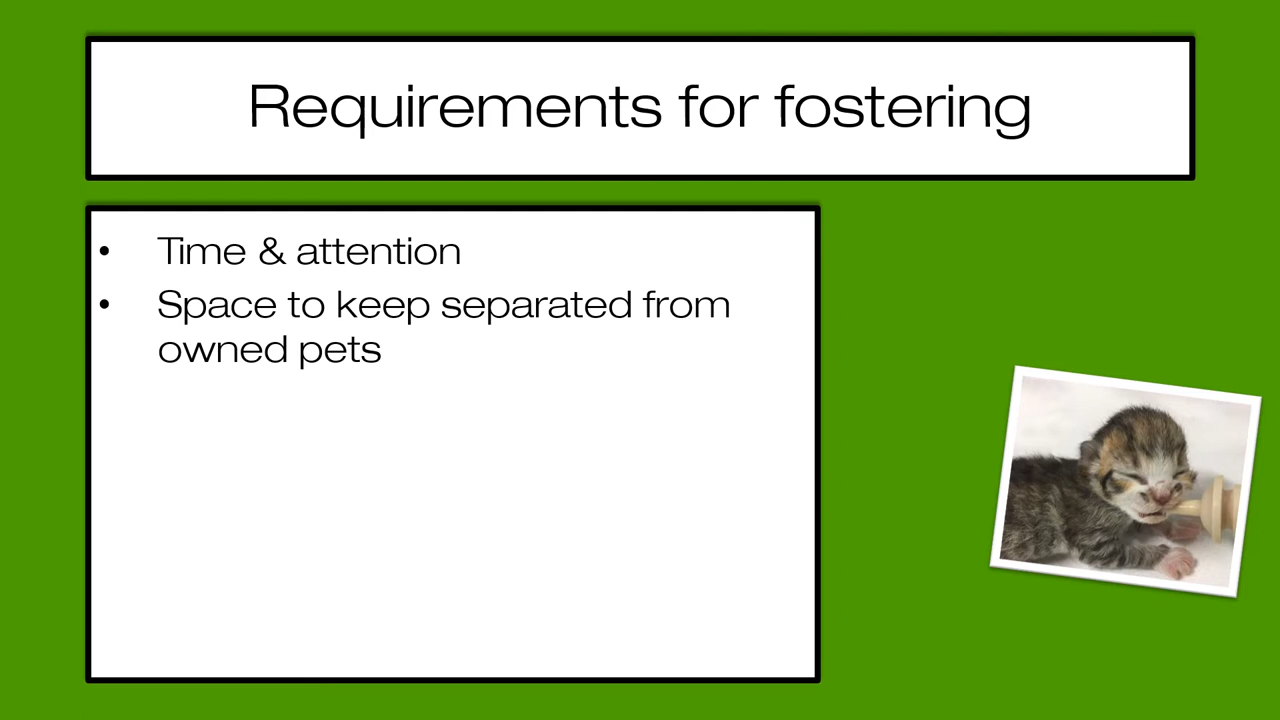 Requirements for fostering
• Time & attention
• Space to keep separated from
owned pets